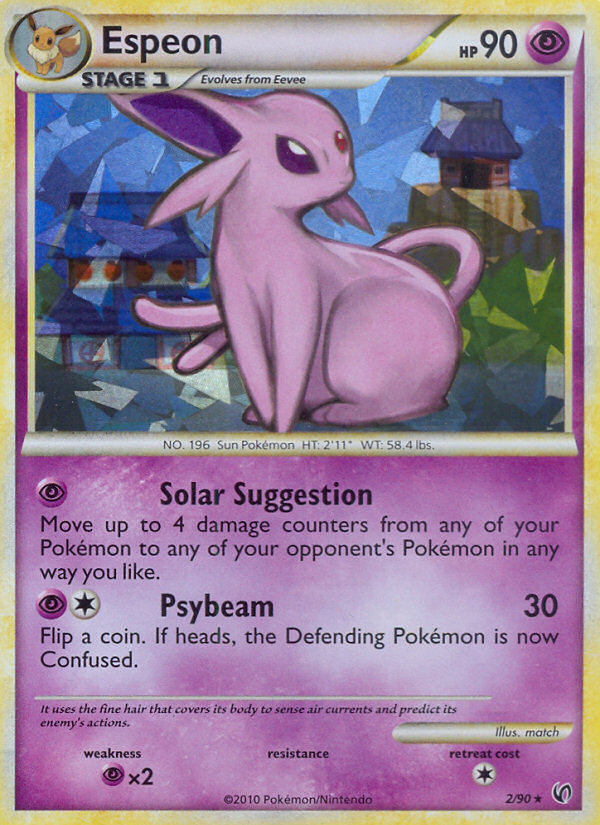 Espeon
HP 90
STAGE 1
Evolves from Eevee
NO. 196 Sun Pokémon HT: 2'11" WT: 58.4 lbs.
Solar Suggestion
Move up to 4 damage counters from any of your
Pokémon to any of your opponent's Pokémon in any
way you like.
Psybeam 30
Flip a coin. If heads, the Defending Pokémon is now
Confused.
It uses the fine hair that covers its body to sense air currents and predict its
enemy's actions.
Illus. match
weakness resistance retreat cost
×2
©2010 Pokémon/Nintendo 2/90 ★